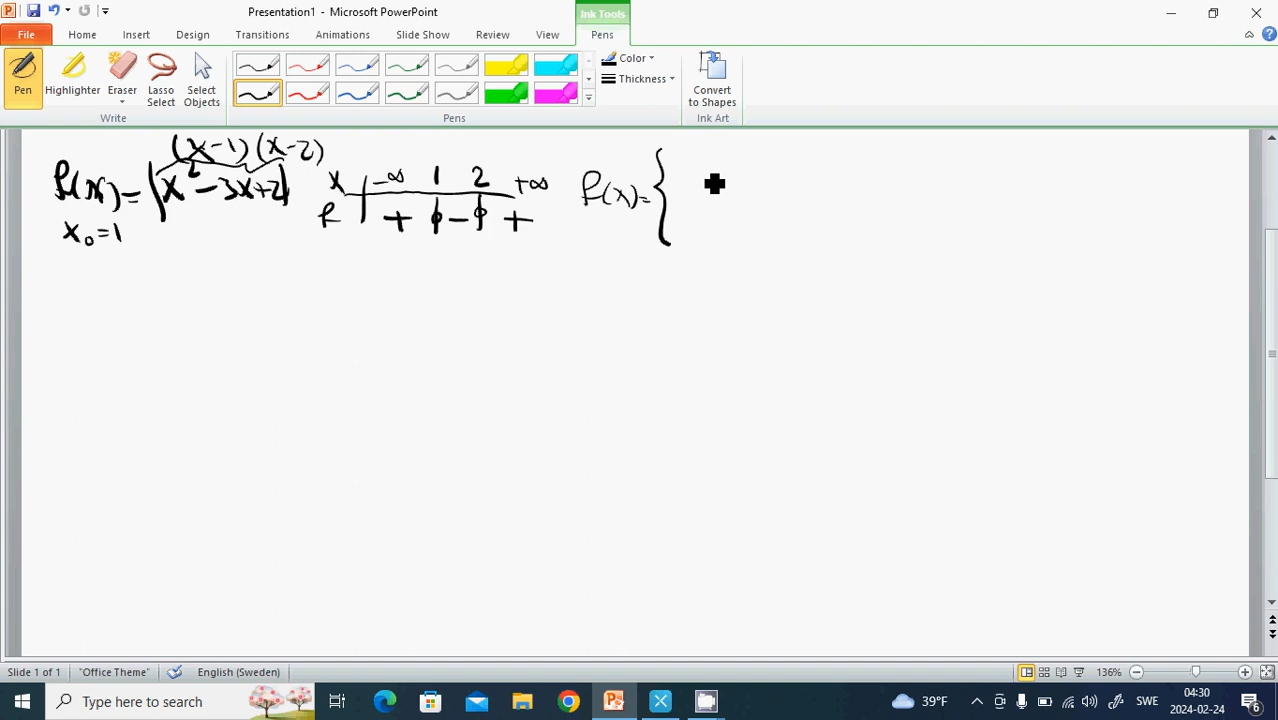 Presentation1 - Microsoft PowerPoint
Ink Tools
File Home Insert Design Transitions Animations Slide Show Review View Pens
Pen Highlighter Eraser Lasso Select Select Objects
Color
Thickness
Convert to Shapes
Write Pens Ink Art
(x-1)(x-2)
f(x)=|x²-3x+2|
x₀=1
x -∞ 1 2 +∞
f + 0 - 0 +
f(x)={
Slide 1 of 1 "Office Theme" English (Sweden) 136%
Type here to search 39°F SWE 04:30
2024-02-24 6